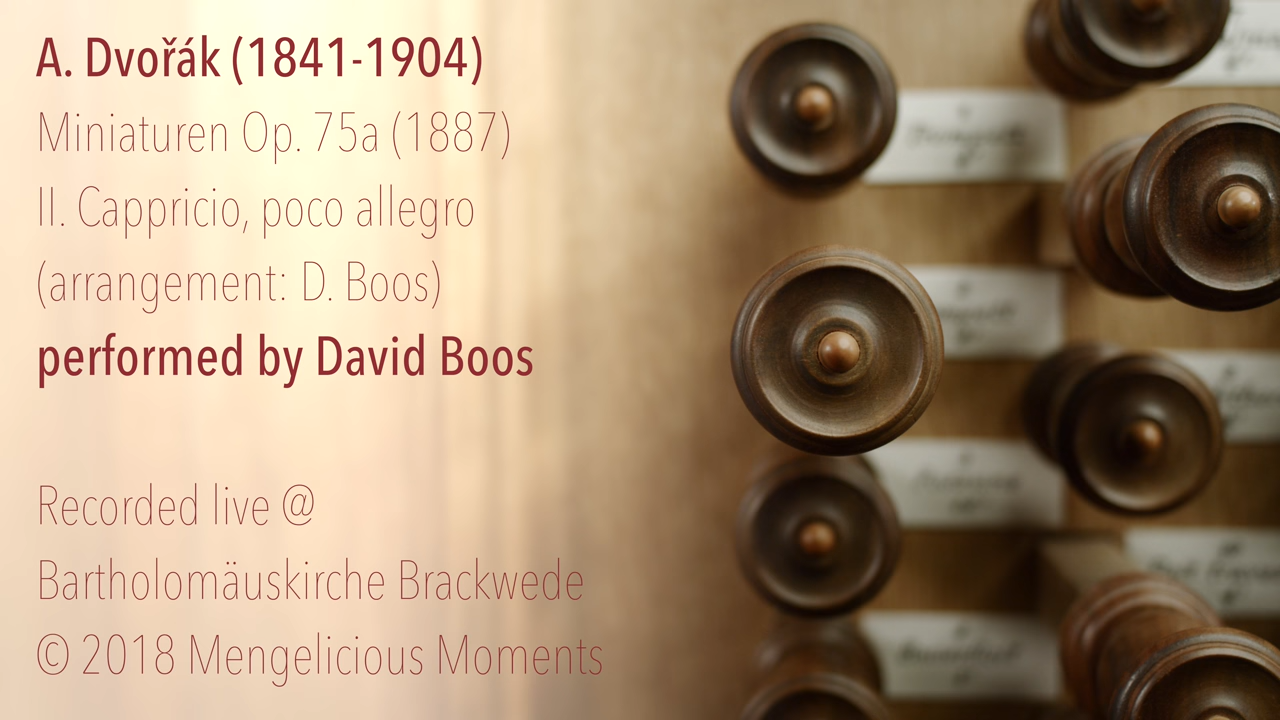 A. Dvořák (1841-1904)
Miniaturen Op. 75a (1887)
II. Cappricio, poco allegro
(arrangement: D. Boos)
performed by David Boos
Recorded live @
Bartholomäuskirche Brackwede
© 2018 Mengelicious Moments